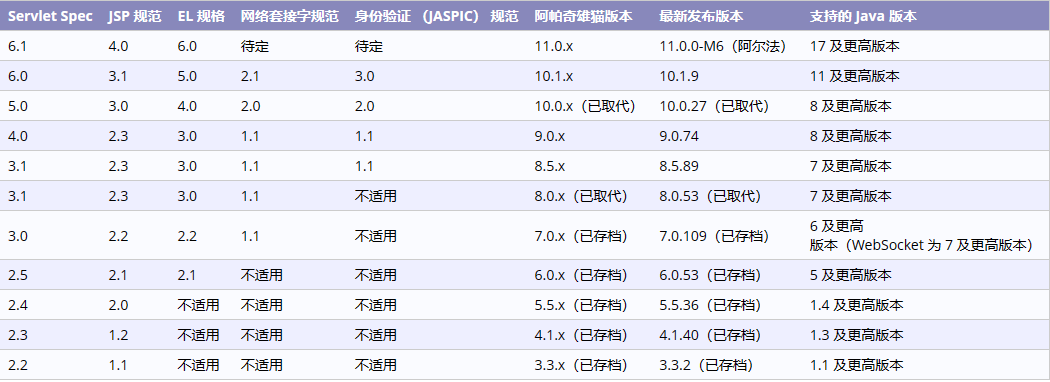 Servlet Spec JSP 规范 EL 规格 网络套接字规范 身份验证 （JASPIC） 规范 阿帕奇雄猫版本 最新发布版本 支持的 Java 版本
6.1 4.0 6.0 待定 待定 11.0.x 11.0.0-M6（阿尔法） 17 及更高版本
6.0 3.1 5.0 2.1 3.0 10.1.x 10.1.9 11 及更高版本
5.0 3.0 4.0 2.0 2.0 10.0.x（已取代） 10.0.27（已取代） 8 及更高版本
4.0 2.3 3.0 1.1 1.1 9.0.x 9.0.74 8 及更高版本
3.1 2.3 3.0 1.1 1.1 8.5.x 8.5.89 7 及更高版本
3.1 2.3 3.0 1.1 不适用 8.0.x（已取代） 8.0.53（已取代） 7 及更高版本
3.0 2.2 2.2 1.1 不适用 7.0.x（已存档） 7.0.109（已存档） 6 及更高
版本（WebSocket 为 7 及更高版本）
2.5 2.1 2.1 不适用 不适用 6.0.x（已存档） 6.0.53（已存档） 5 及更高版本
2.4 2.0 不适用 不适用 不适用 5.5.x（已存档） 5.5.36（已存档） 1.4 及更高版本
2.3 1.2 不适用 不适用 不适用 4.1.x（已存档） 4.1.40（已存档） 1.3 及更高版本
2.2 1.1 不适用 不适用 不适用 3.3.x（已存档） 3.3.2（已存档） 1.1 及更高版本